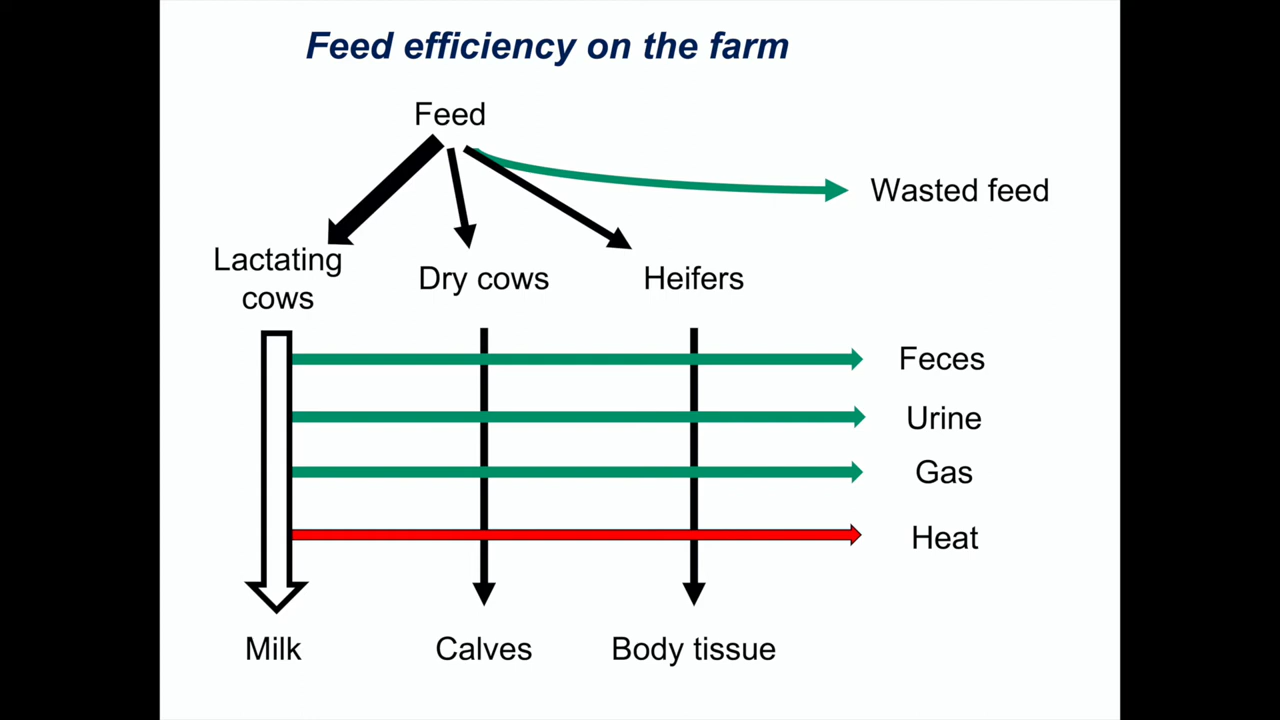 Feed efficiency on the farm
Feed
Wasted feed
Lactating
cows
Dry cows
Heifers
Feces
Urine
Gas
Heat
Milk
Calves
Body tissue